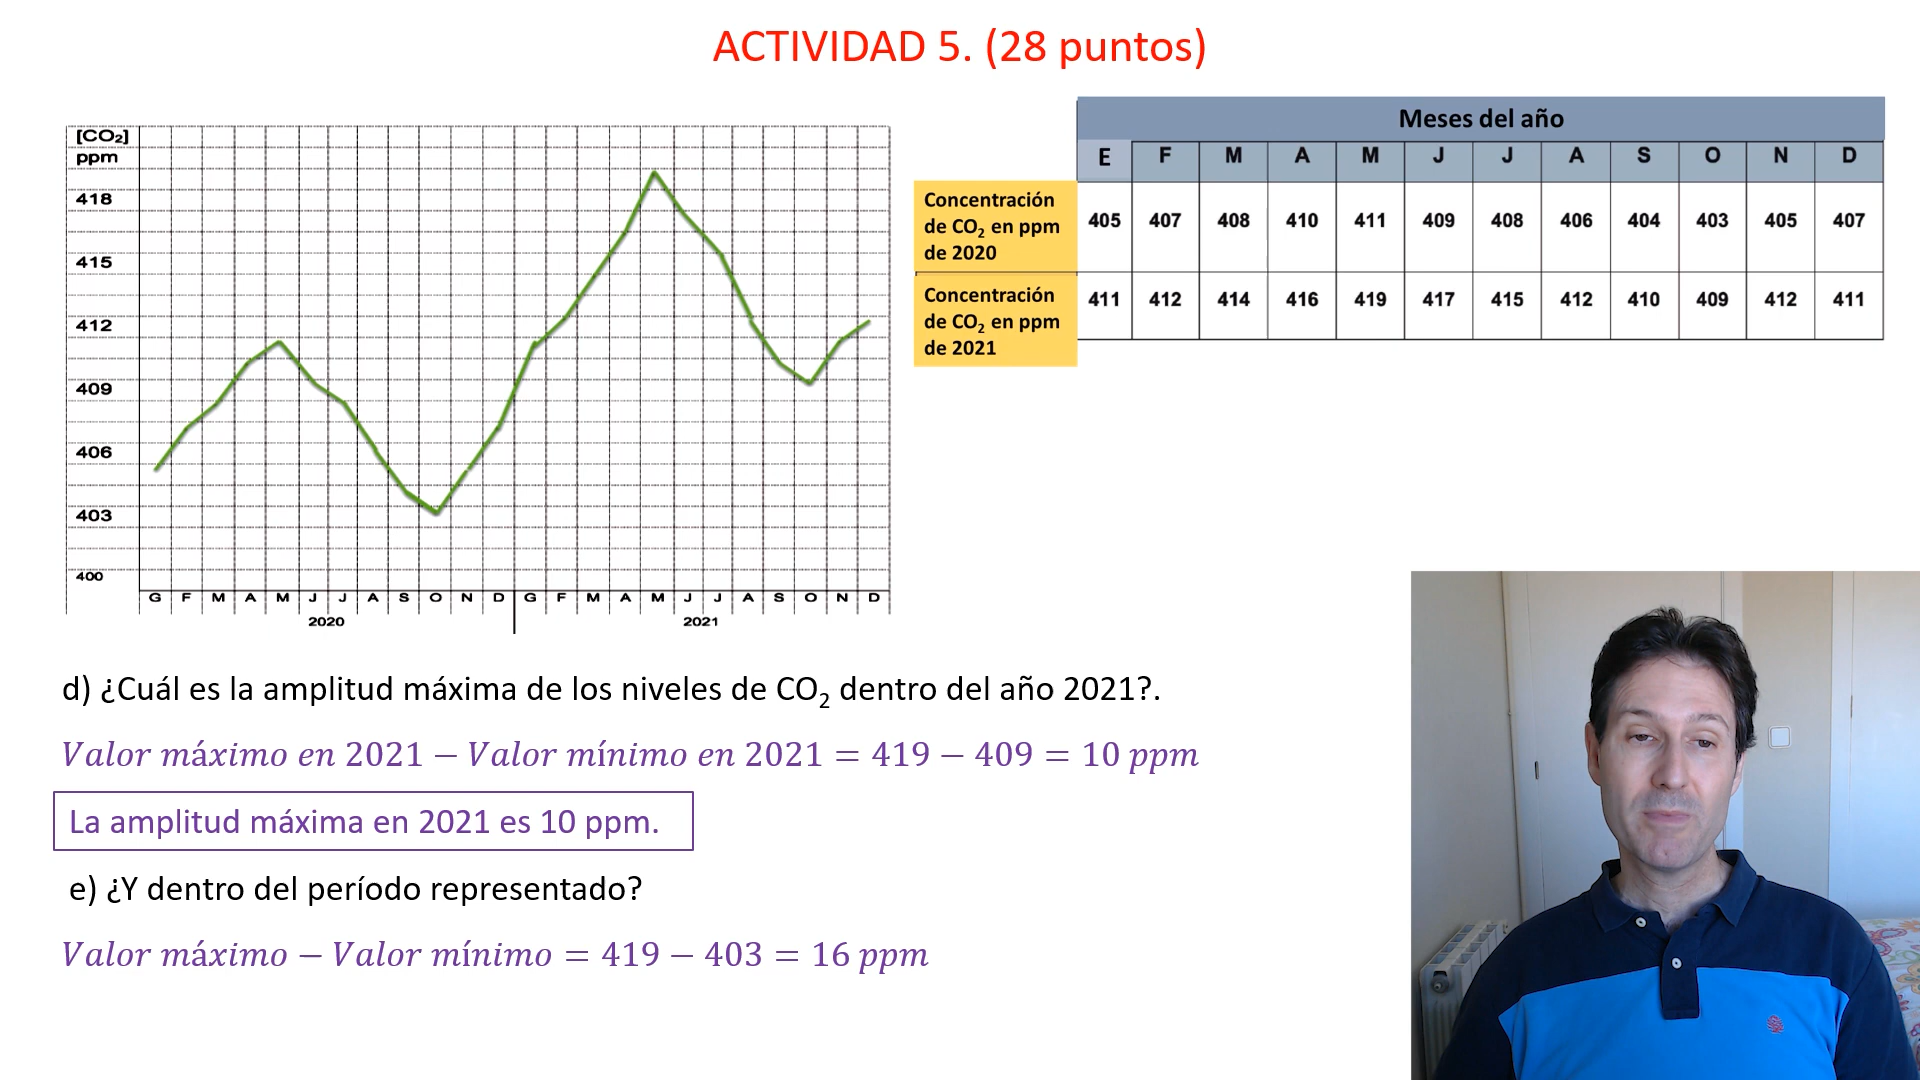 ACTIVIDAD 5. (28 puntos)
[CO₂]
ppm
418
415
412
409
406
403
400
G F M A M J J A S O N D G F M A M J J A S O N D
2020 2021
Meses del año
E F M A M J J A S O N D
Concentración
de CO₂ en ppm
de 2020
405 407 408 410 411 409 408 406 404 403 405 407
Concentración
de CO₂ en ppm
de 2021
411 412 414 416 419 417 415 412 410 409 412 411
d) ¿Cuál es la amplitud máxima de los niveles de CO₂ dentro del año 2021?.
Valor máximo en 2021 − Valor mínimo en 2021 = 419 − 409 = 10 ppm
La amplitud máxima en 2021 es 10 ppm.
e) ¿Y dentro del período representado?
Valor máximo − Valor mínimo = 419 − 403 = 16 ppm